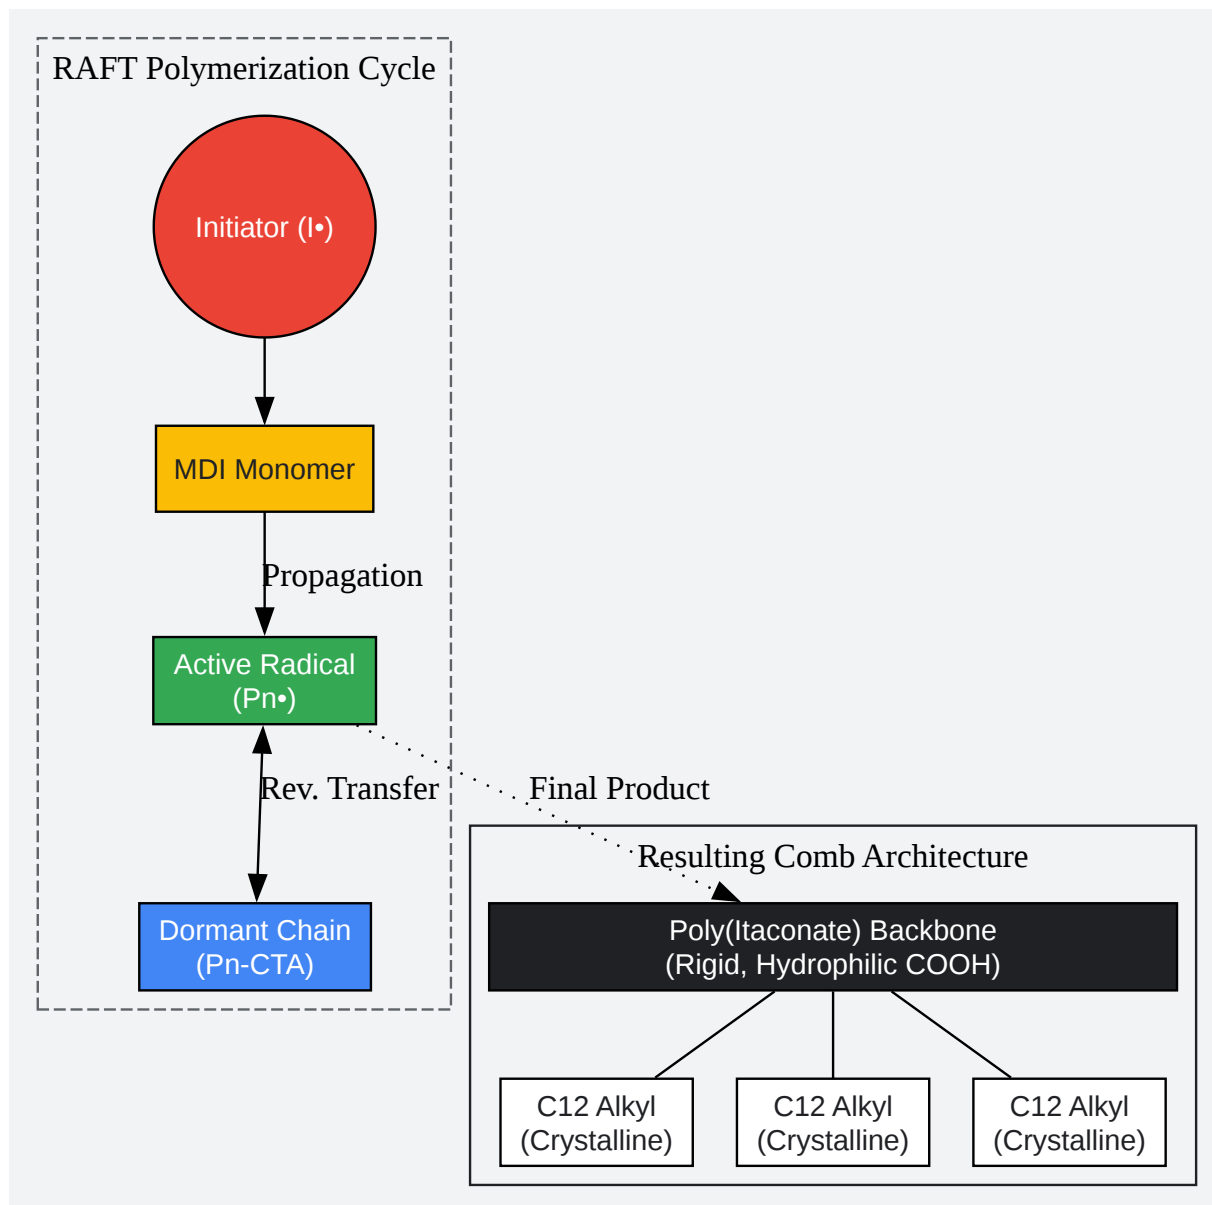 RAFT Polymerization Cycle
Initiator (I•)
MDI Monomer
Propagation
Active Radical
(Pn•)
Rev. Transfer
Final Product
Dormant Chain
(Pn-CTA)
Resulting Comb Architecture
Poly(Itaconate) Backbone
(Rigid, Hydrophilic COOH)
C12 Alkyl
(Crystalline)
C12 Alkyl
(Crystalline)
C12 Alkyl
(Crystalline)